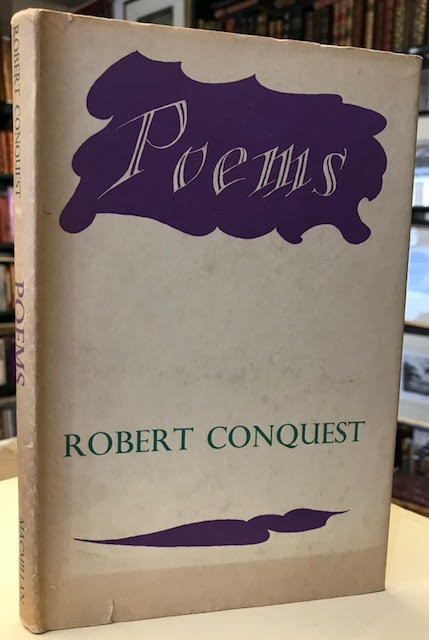 Poems
ROBERT CONQUEST
ROBERT CONQUEST
POEMS
MACMILLAN